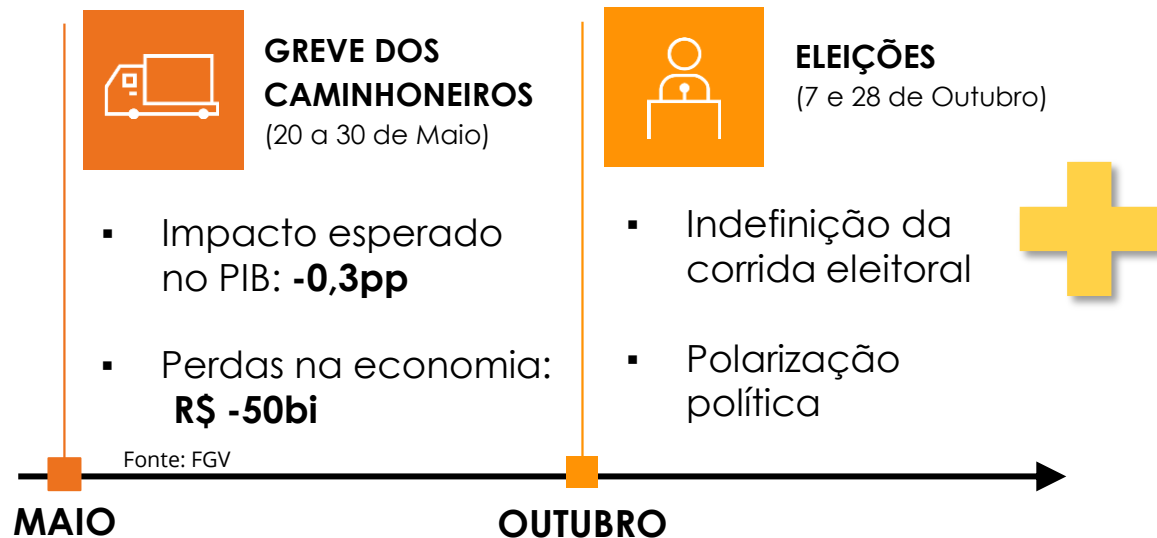 GREVE DOS
CAMINHONEIROS
(20 a 30 de Maio)
▪ Impacto esperado
no PIB: -0,3pp
▪ Perdas na economia:
R$ -50bi
Fonte: FGV
MAIO
ELEIÇÕES
(7 e 28 de Outubro)
▪ Indefinição da
corrida eleitoral
▪ Polarização
política
OUTUBRO